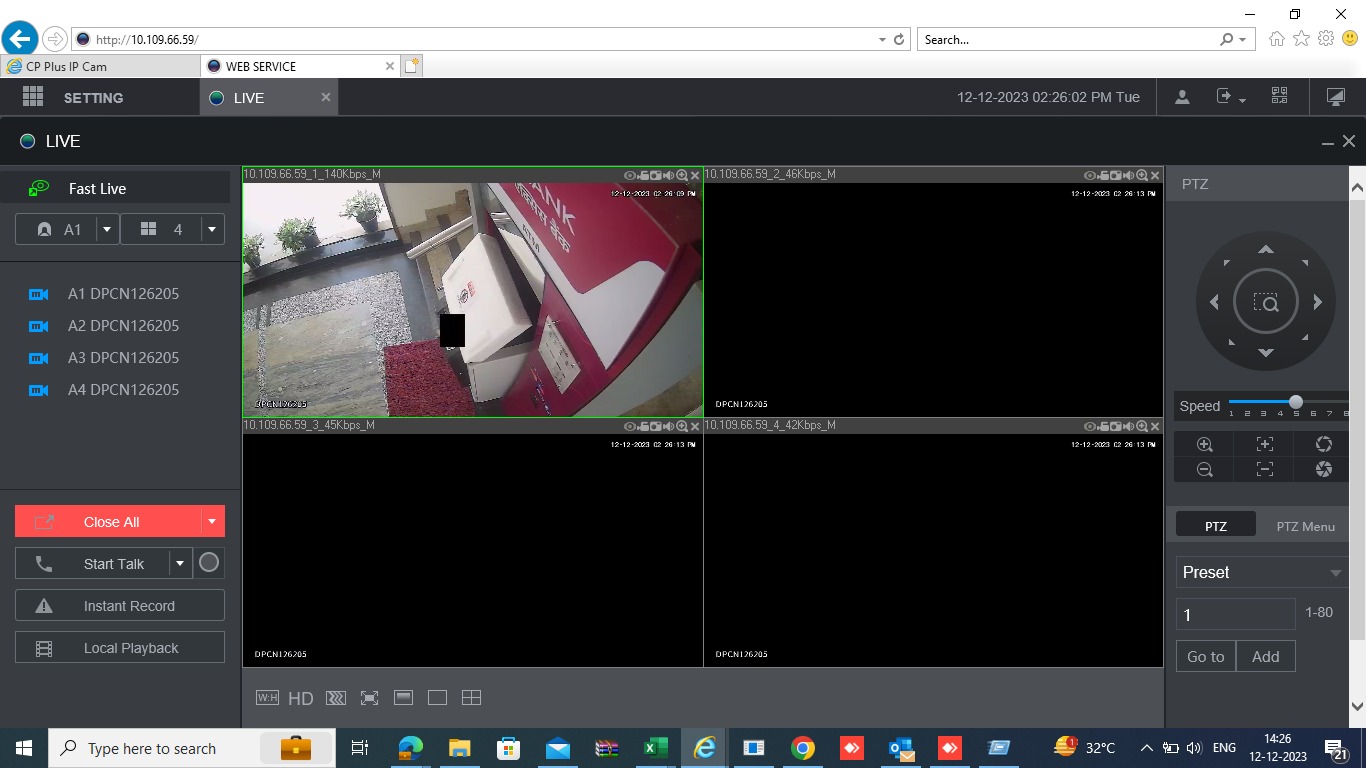 http://10.109.66.59/
Search...
CP Plus IP Cam
WEB SERVICE
SETTING
LIVE
12-12-2023 02:26:02 PM Tue
LIVE
Fast Live
A1
4
A1 DPCN126205
A2 DPCN126205
A3 DPCN126205
A4 DPCN126205
Close All
Start Talk
Instant Record
Local Playback
10.109.66.59_1_140Kbps_M
12-12-2023 02 26:09 PM
ANK
ATM
DPCN126205
10.109.66.59_2_46Kbps_M
12-12-2023 02 26:13 PM
DPCN126205
10.109.66.59_3_45Kbps_M
12-12-2023 02 26:13 PM
DPCN126205
10.109.66.59_4_42Kbps_M
12-12-2023 02 26:13 PM
DPCN126205
W:H
HD
PTZ
Speed
1 2 3 4 5 6 7 8
PTZ
PTZ Menu
Preset
1
1-80
Go to
Add
Type here to search
1
32°C
ENG
14:26
12-12-2023
21